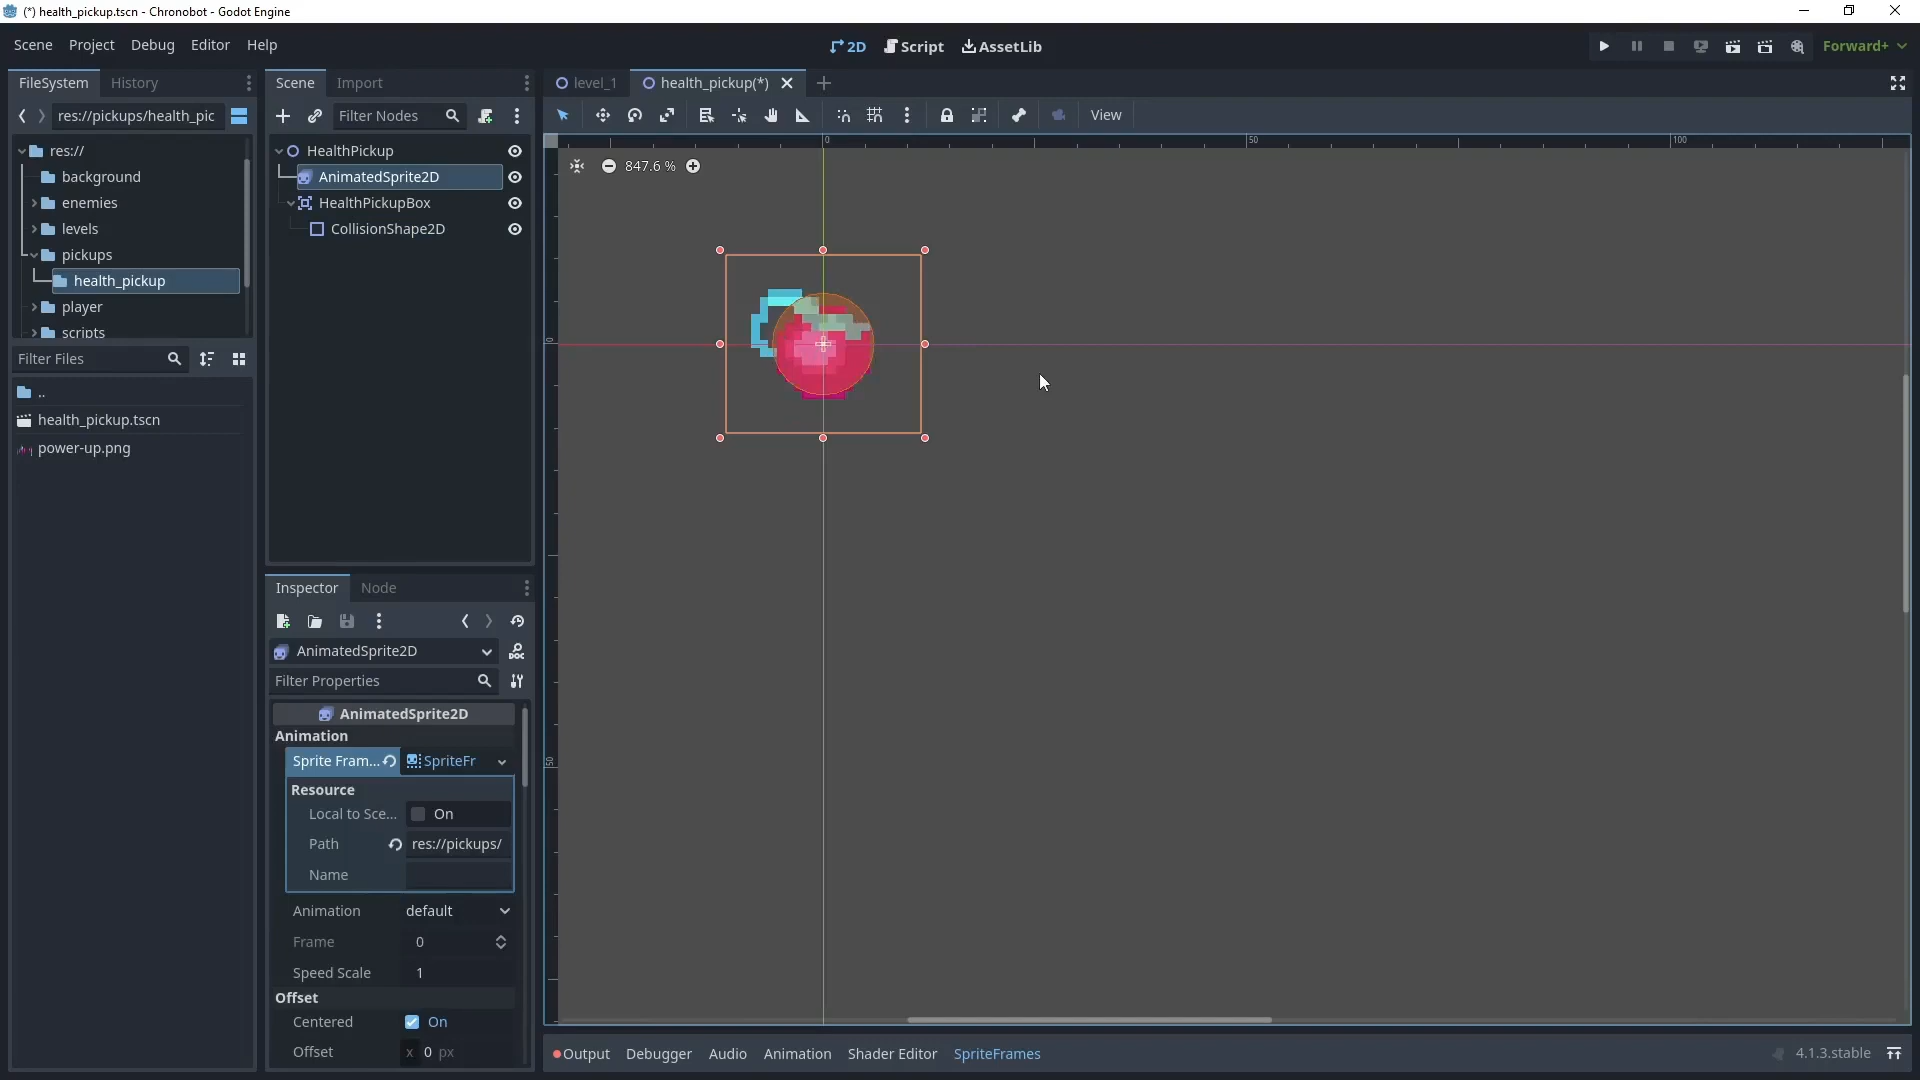 (*) health_pickup.tscn - Chronobot - Godot Engine
Scene Project Debug Editor Help
2D Script AssetLib
Forward+
FileSystem History
Scene Import
level_1 health_pickup(*)
res://pickups/health_pic
Filter Nodes
View
res://
background
enemies
levels
pickups
health_pickup
player
scripts
Filter Files
..
health_pickup.tscn
power-up.png
HealthPickup
AnimatedSprite2D
HealthPickupBox
CollisionShape2D
Inspector Node
AnimatedSprite2D
Filter Properties
AnimatedSprite2D
Animation
Sprite Fram... SpriteFr
Resource
Local to Sce... On
Path res://pickups/
Name
Animation default
Frame 0
Speed Scale 1
Offset
Centered On
Offset x 0 px
0 50 100
847.6 %
0
50
Output Debugger Audio Animation Shader Editor SpriteFrames
4.1.3.stable